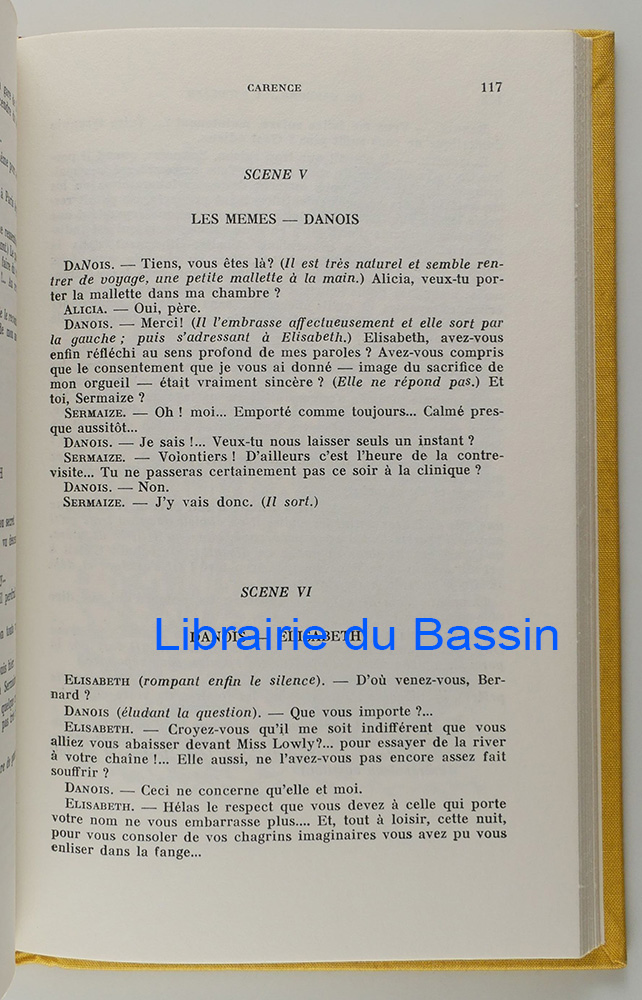 CARENCE 117
SCENE V
LES MEMES — DANOIS
DANOIS. — Tiens, vous êtes là? (Il est très naturel et semble ren-
trer de voyage, une petite mallette à la main.) Alicia, veux-tu por-
ter la mallette dans ma chambre ?
ALICIA. — Oui, père.
DANOIS. — Merci! (Il l'embrasse affectueusement et elle sort par
la gauche ; puis s'adressant à Elisabeth.) Elisabeth, avez-vous
enfin réfléchi au sens profond de mes paroles ? Avez-vous compris
que le consentement que je vous ai donné — image du sacrifice de
mon orgueil — était vraiment sincère ? (Elle ne répond pas.) Et
toi, Sermaize ?
SERMAIZE. — Oh ! moi... Emporté comme toujours... Calmé pres-
que aussitôt...
DANOIS. — Je sais !... Veux-tu nous laisser seuls un instant ?
SERMAIZE. — Volontiers ! D'ailleurs c'est l'heure de la contre-
visite... Tu ne passeras certainement pas ce soir à la clinique ?
DANOIS. — Non.
SERMAIZE. — J'y vais donc. (Il sort.)
SCENE VI
DANOIS — ELISABETH
Librairie du Bassin
ELISABETH (rompant enfin le silence). — D'où venez-vous, Ber-
nard ?
DANOIS (éludant la question). — Que vous importe ?...
ELISABETH. — Croyez-vous qu'il me soit indifférent que vous
alliez vous abaisser devant Miss Lowly?... pour essayer de la river
à votre chaîne !... Elle aussi, ne l'avez-vous pas encore assez fait
souffrir ?
DANOIS. — Ceci ne concerne qu'elle et moi.
ELISABETH. — Hélas le respect que vous devez à celle qui porte
votre nom ne vous embarrasse plus.... Et, tout à loisir, cette nuit,
pour vous consoler de vos chagrins imaginaires vous avez pu vous
enliser dans la fange...